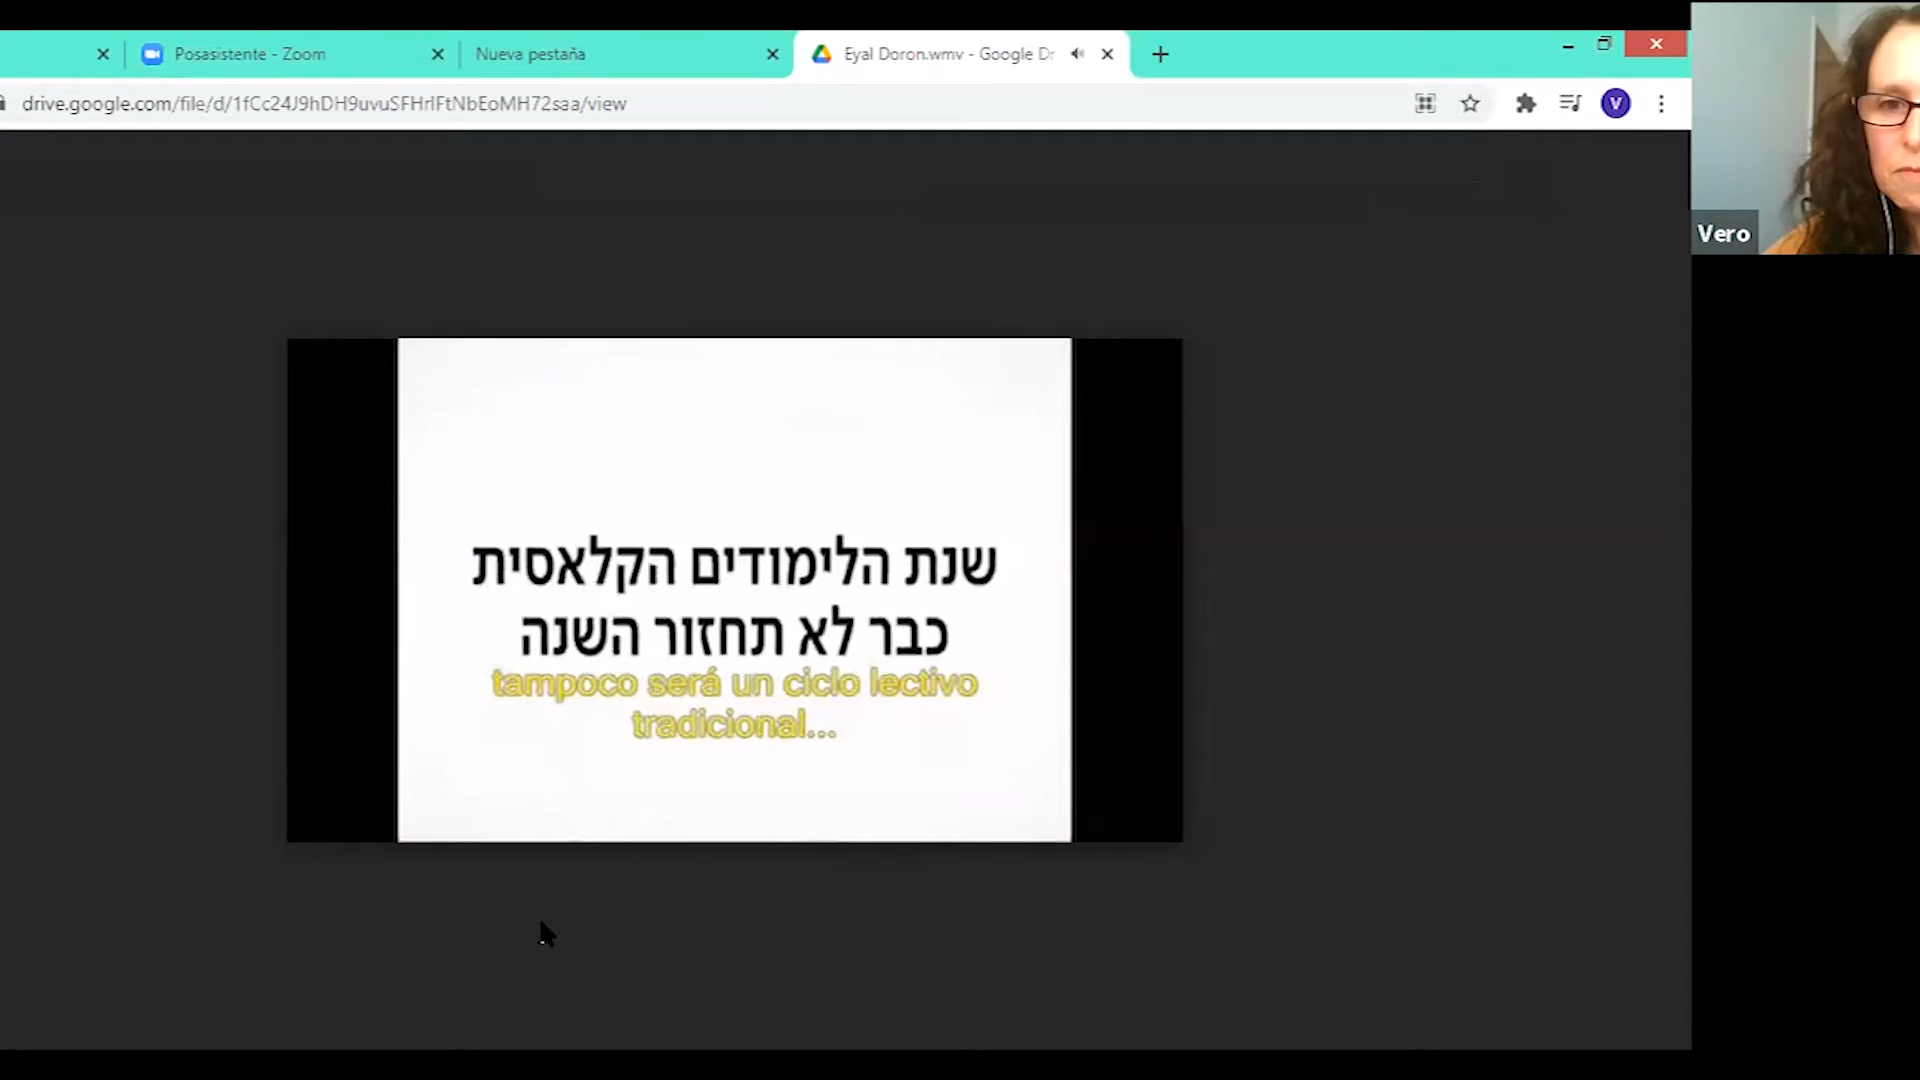 Posasistente - Zoom
Nueva pestaña
Eyal Doron.wmv - Google Dr
drive.google.com/file/d/1fCc24J9hDH9uvuSFHrlFtNbEoMH72saa/view
V
Vero
שנת הלימודים הקלאסית
כבר לא תחזור השנה
tampoco será un ciclo lectivo
tradicional...